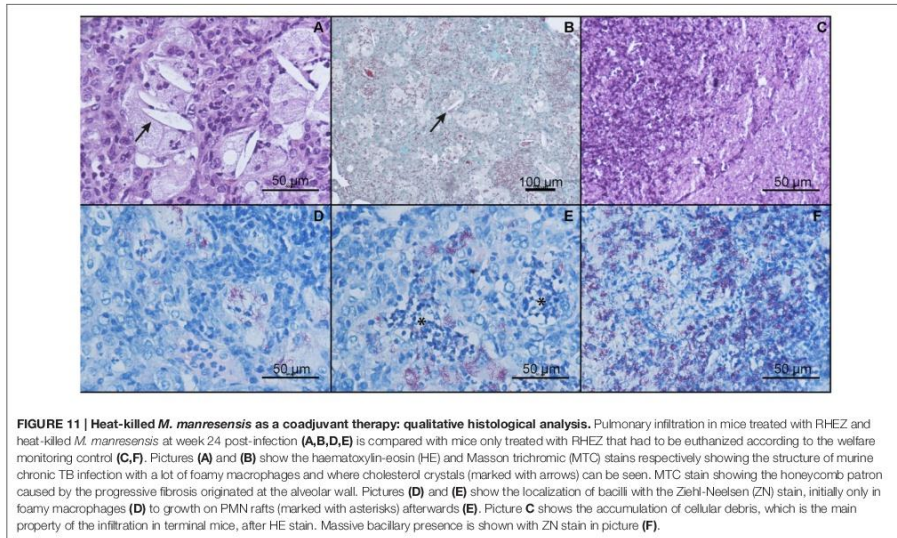 A
B
C
50 µm
100 µm
50 µm
D
E
F
*
*
50 µm
50 µm
50 µm
FIGURE 11 | Heat-killed M. manresensis as a coadjuvant therapy: qualitative histological analysis. Pulmonary infiltration in mice treated with RHEZ and
heat-killed M. manresensis at week 24 post-infection (A,B,D,E) is compared with mice only treated with RHEZ that had to be euthanized according to the welfare
monitoring control (C,F). Pictures (A) and (B) show the haematoxylin-eosin (HE) and Masson trichromic (MTC) stains respectively showing the structure of murine
chronic TB infection with a lot of foamy macrophages and where cholesterol crystals (marked with arrows) can be seen. MTC stain showing the honeycomb patron
caused by the progressive fibrosis originated at the alveolar wall. Pictures (D) and (E) show the localization of bacilli with the Ziehl-Neelsen (ZN) stain, initially only in
foamy macrophages (D) to growth on PMN rafts (marked with asterisks) afterwards (E). Picture C shows the accumulation of cellular debris, which is the main
property of the infiltration in terminal mice, after HE stain. Massive bacillary presence is shown with ZN stain in picture (F).